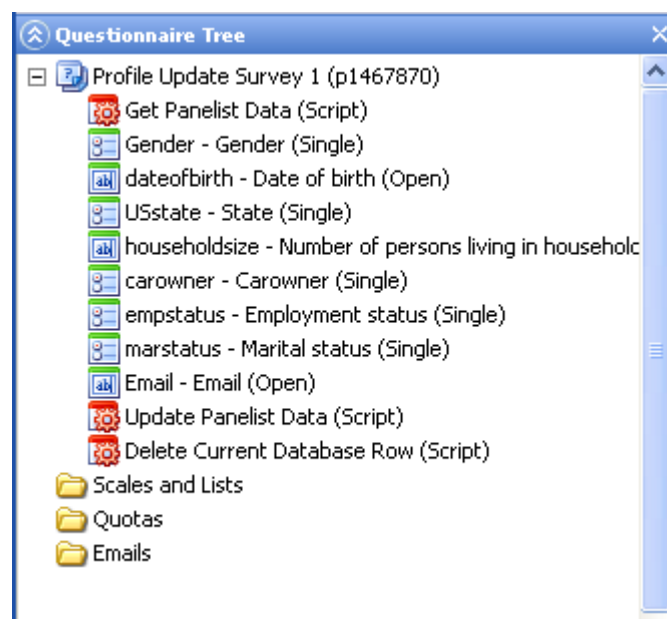 Questionnaire Tree
Profile Update Survey 1 (p1467870)
Get Panelist Data (Script)
Gender - Gender (Single)
dateofbirth - Date of birth (Open)
USstate - State (Single)
householdsize - Number of persons living in househol
carowner - Carowner (Single)
empstatus - Employment status (Single)
marstatus - Marital status (Single)
Email - Email (Open)
Update Panelist Data (Script)
Delete Current Database Row (Script)
Scales and Lists
Quotas
Emails